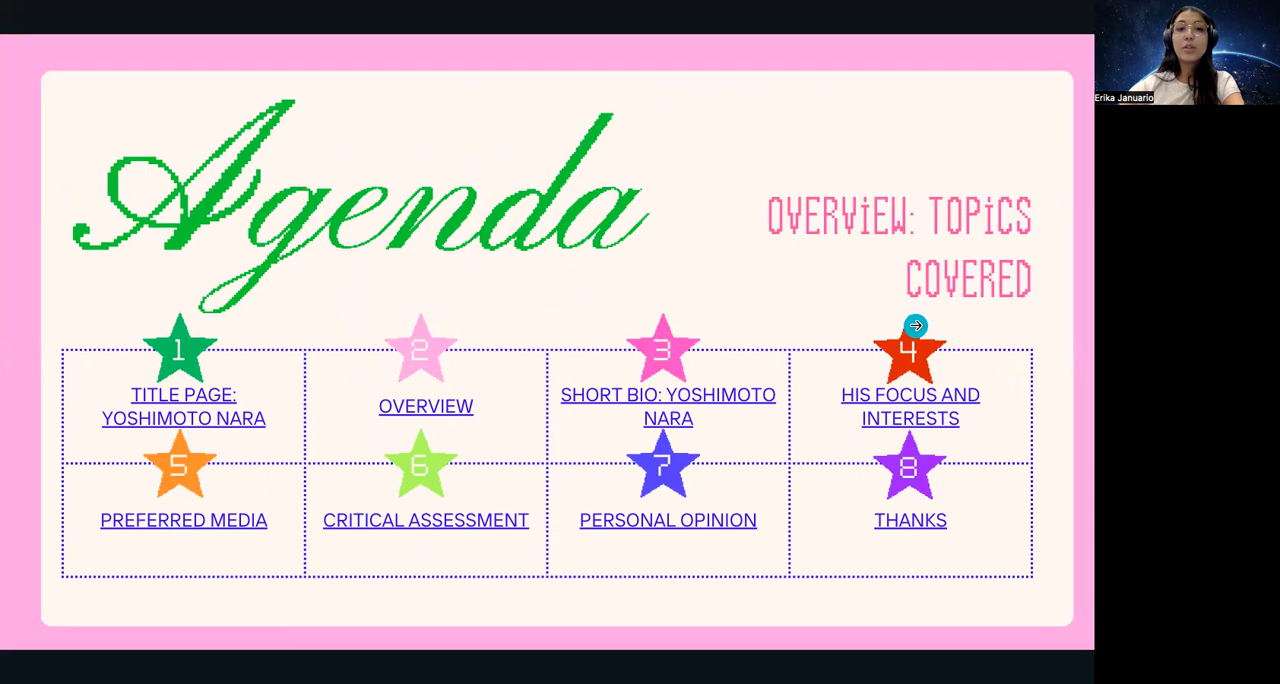 Agenda
OVERViEW: TOPiCS
COVERED
1
2
3
4
TITLE PAGE:
YOSHIMOTO NARA
OVERVIEW
SHORT BIO: YOSHIMOTO
NARA
HIS FOCUS AND
INTERESTS
5
6
7
8
PREFERRED MEDIA
CRITICAL ASSESSMENT
PERSONAL OPINION
THANKS
Erika Januario